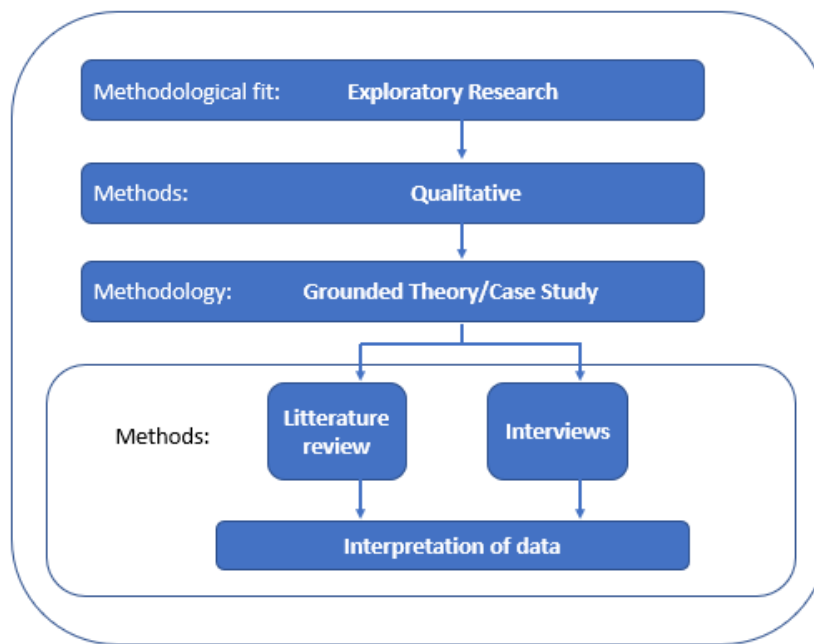 Methodological fit: Exploratory Research
Methods: Qualitative
Methodology: Grounded Theory/Case Study
Methods:
Litterature
review
Interviews
Interpretation of data